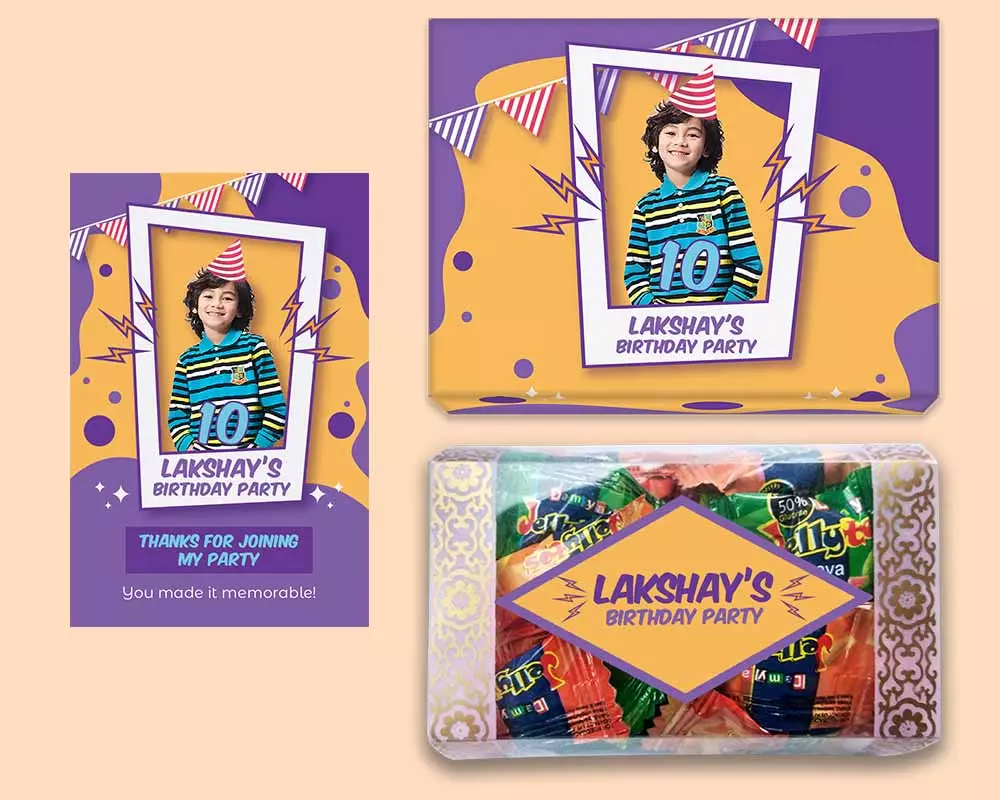 10
LAKSHAY'S
BIRTHDAY PARTY
THANKS FOR JOINING
MY PARTY
You made it memorable!
10
LAKSHAY'S
BIRTHDAY PARTY
50%
LAKSHAY'S
BIRTHDAY PARTY